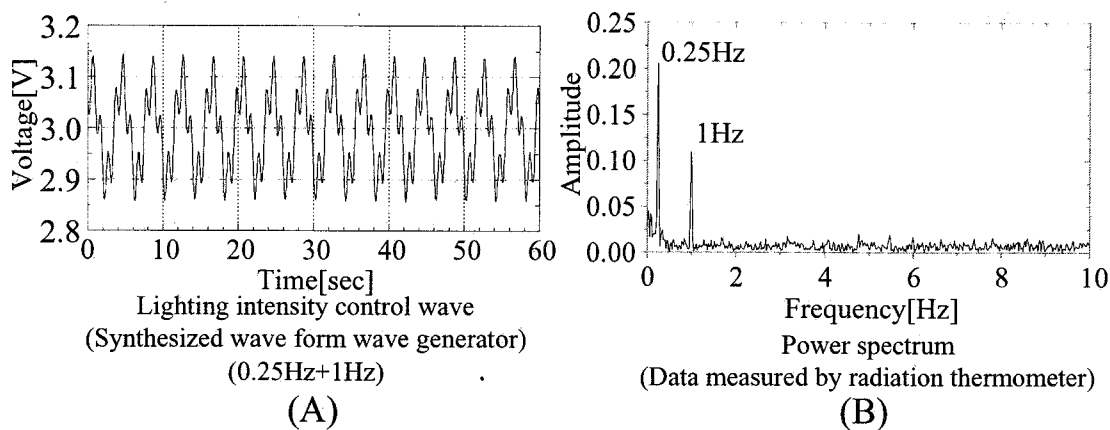 3.2
3.1
3.0
2.9
2.8
Voltage[V]
0 10 20 30 40 50 60
Time[sec]
Lighting intensity control wave
(Synthesized wave form wave generator)
(0.25Hz+1Hz)
(A)
0.25
0.20
0.15
0.10
0.05
0.00
Amplitude
0.25Hz
1Hz
0 2 4 6 8 10
Frequency[Hz]
Power spectrum
(Data measured by radiation thermometer)
(B)